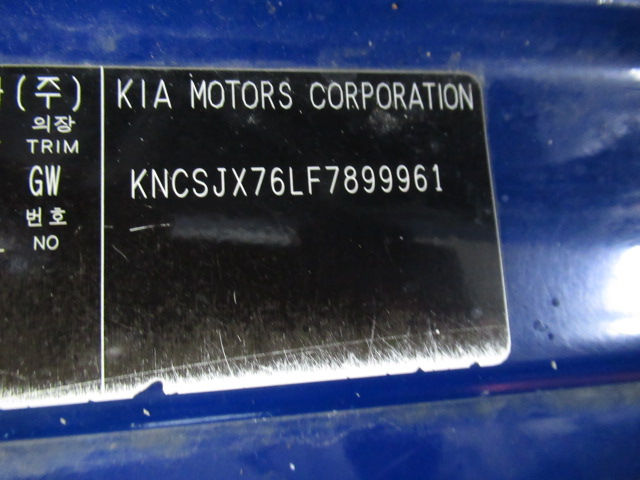 (주) KIA MOTORS CORPORATION
의장
TRIM
GW KNCSJX76LF7899961
번호
NO